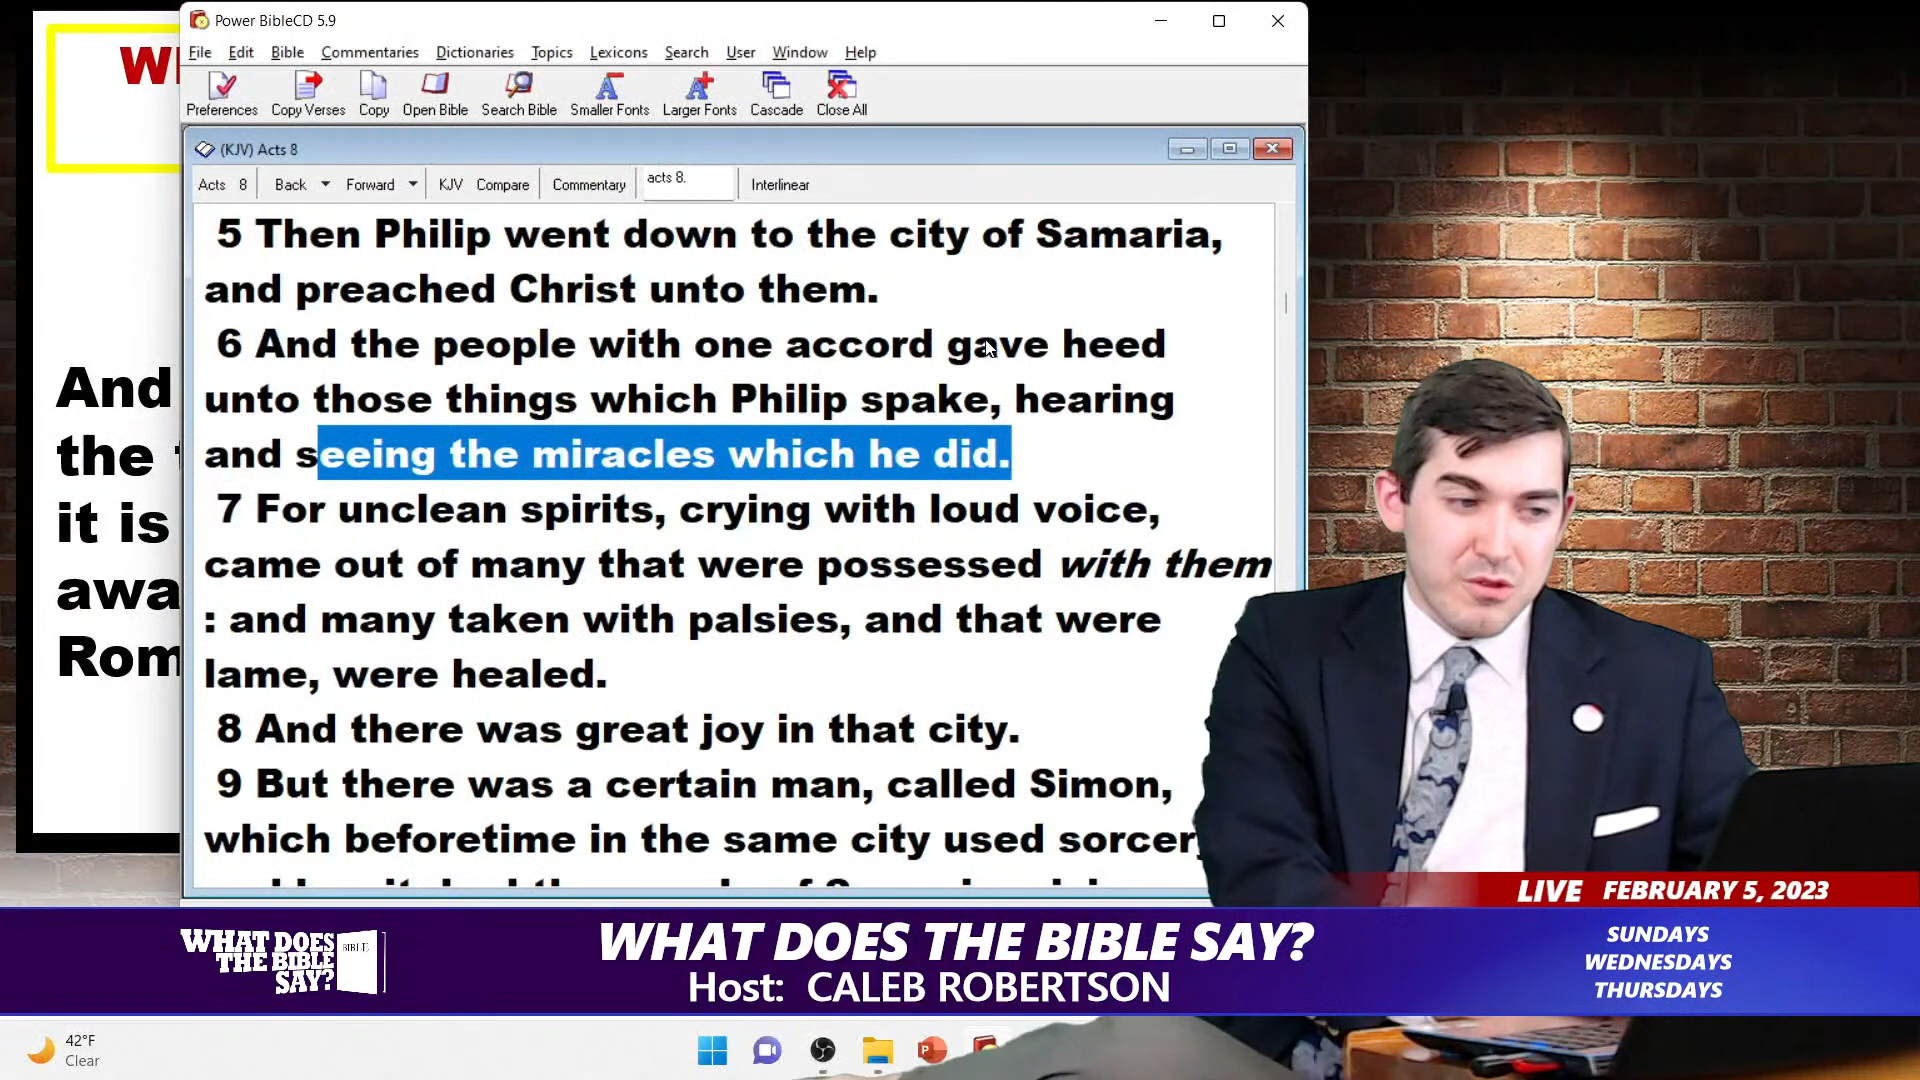 Power BibleCD 5.9
File Edit Bible Commentaries Dictionaries Topics Lexicons Search User Window Help
Preferences Copy Verses Copy Open Bible Search Bible Smaller Fonts Larger Fonts Cascade Close All
(KJV) Acts 8
Acts 8 Back Forward KJV Compare Commentary acts 8. Interlinear
5 Then Philip went down to the city of Samaria,
and preached Christ unto them.
6 And the people with one accord gave heed
unto those things which Philip spake, hearing
and seeing the miracles which he did.
7 For unclean spirits, crying with loud voice,
came out of many that were possessed with them
: and many taken with palsies, and that were
lame, were healed.
8 And there was great joy in that city.
9 But there was a certain man, called Simon,
which beforetime in the same city used
And
the
it is
LIVE FEBRUARY 5, 2023
WHAT DOES
THE BIBLE
SAY?
BIBLE
WHAT DOES THE BIBLE SAY?
Host: CALEB ROBERTSON
SUNDAYS
WEDNESDAYS
THURSDAYS
42°F
Clear